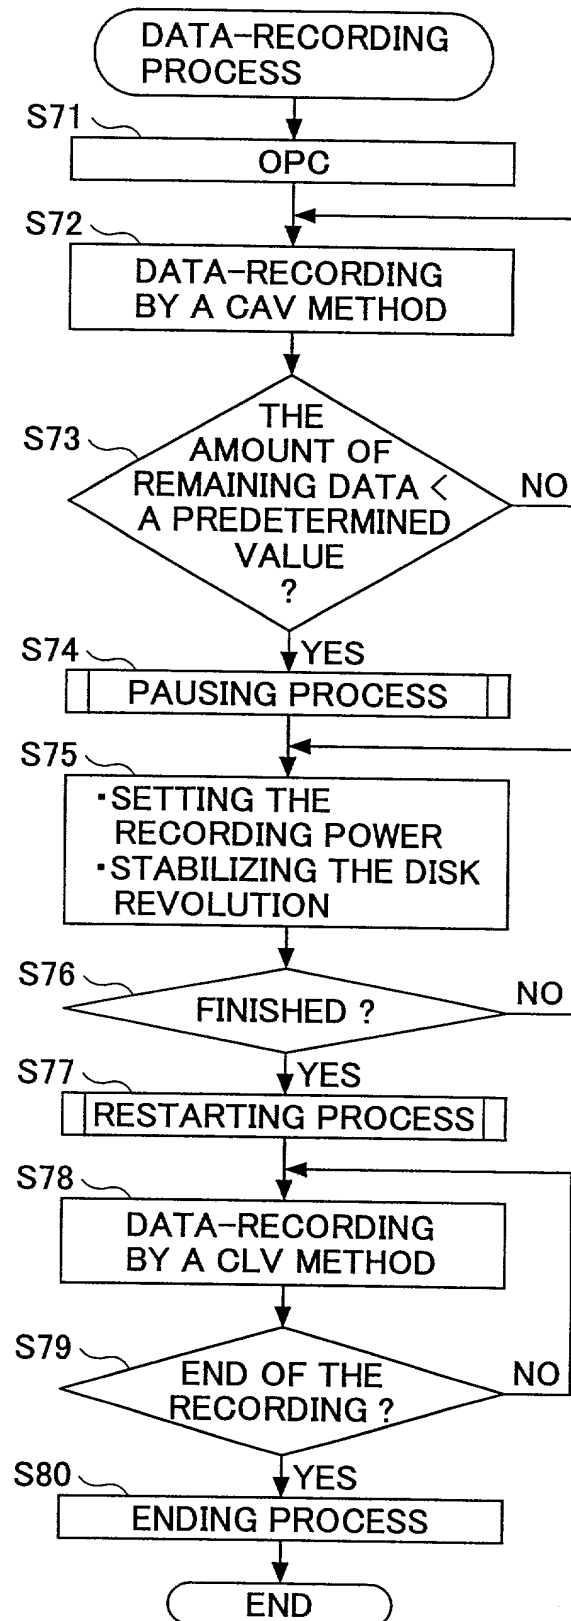 DATA-RECORDING
PROCESS
S71
OPC
S72
DATA-RECORDING
BY A CAV METHOD
S73
THE
AMOUNT OF
REMAINING DATA <
A PREDETERMINED
VALUE
?
NO
YES
S74
PAUSING PROCESS
S75
・SETTING THE
RECORDING POWER
・STABILIZING THE DISK
REVOLUTION
S76
FINISHED ?
NO
YES
S77
RESTARTING PROCESS
S78
DATA-RECORDING
BY A CLV METHOD
S79
END OF THE
RECORDING ?
NO
YES
S80
ENDING PROCESS
END